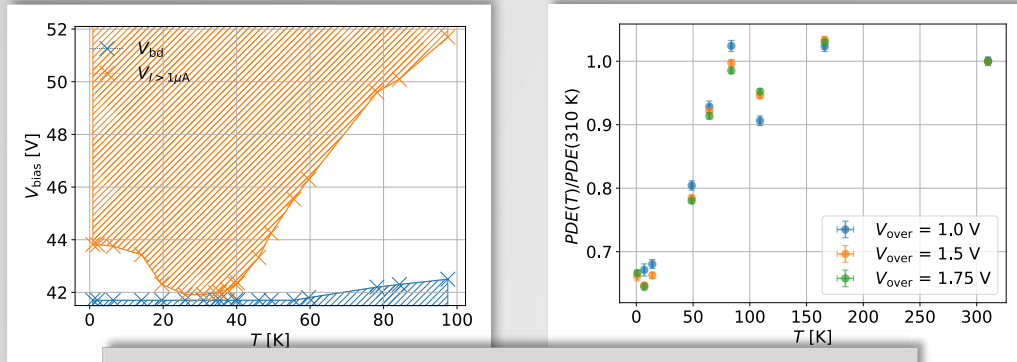 52
50
48
46
44
42
V_bias [V]
V_bd
V_I>1μA
0 20 40 60 80 100
T [K]
1.0
0.9
0.8
0.7
PDE(T)/PDE(310 K)
V_over = 1.0 V
V_over = 1.5 V
V_over = 1.75 V
0 50 100 150 200 250 300
T [K]